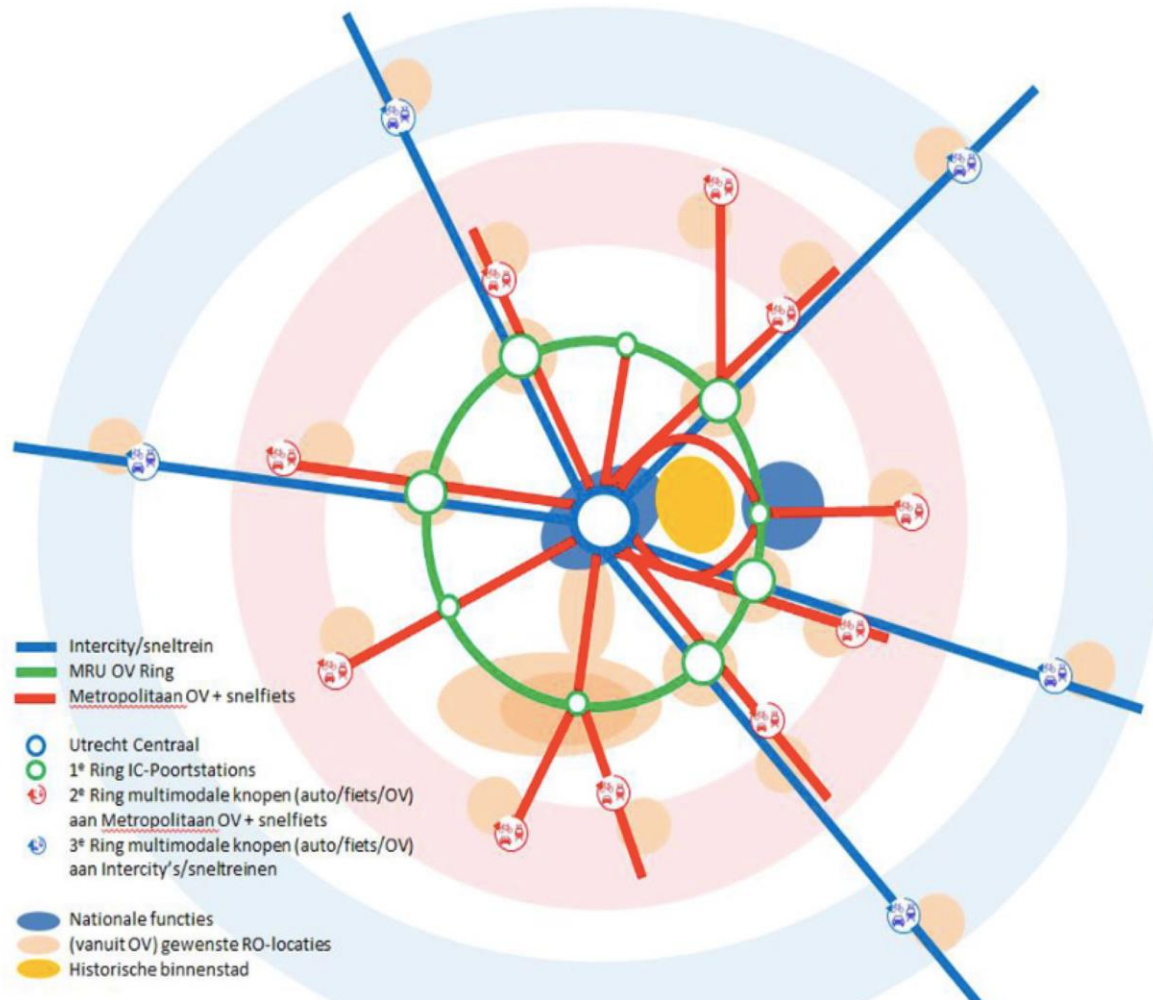 Intercity/sneltrein
MRU OV Ring
Metropolitaan OV + snelfiets
Utrecht Centraal
1e Ring IC-Poortstations
2e Ring multimodale knopen (auto/fiets/OV)
aan Metropolitaan OV + snelfiets
3e Ring multimodale knopen (auto/fiets/OV)
aan Intercity's/sneltreinen
Nationale functies
(vanuit OV) gewenste RO-locaties
Historische binnenstad